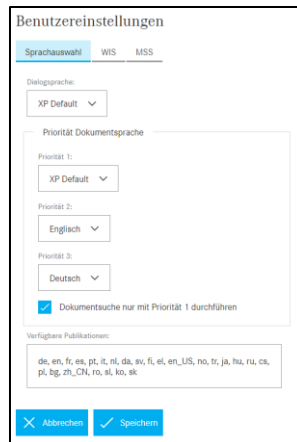 Benutzereinstellungen
Sprachauswahl WIS MSS
Dialogsprache:
XP Default
Priorität Dokumentsprache
Priorität 1:
XP Default
Priorität 2:
Englisch
Priorität 3:
Deutsch
Dokumentsuche nur mit Priorität 1 durchführen
Verfügbare Publikationen:
de, en, fr, es, pt, it, nl, da, sv, fi, el, en_US, no, tr, ja, hu, ru, cs,
pl, bg, zh_CN, ro, sl, ko, sk
Abbrechen Speichern